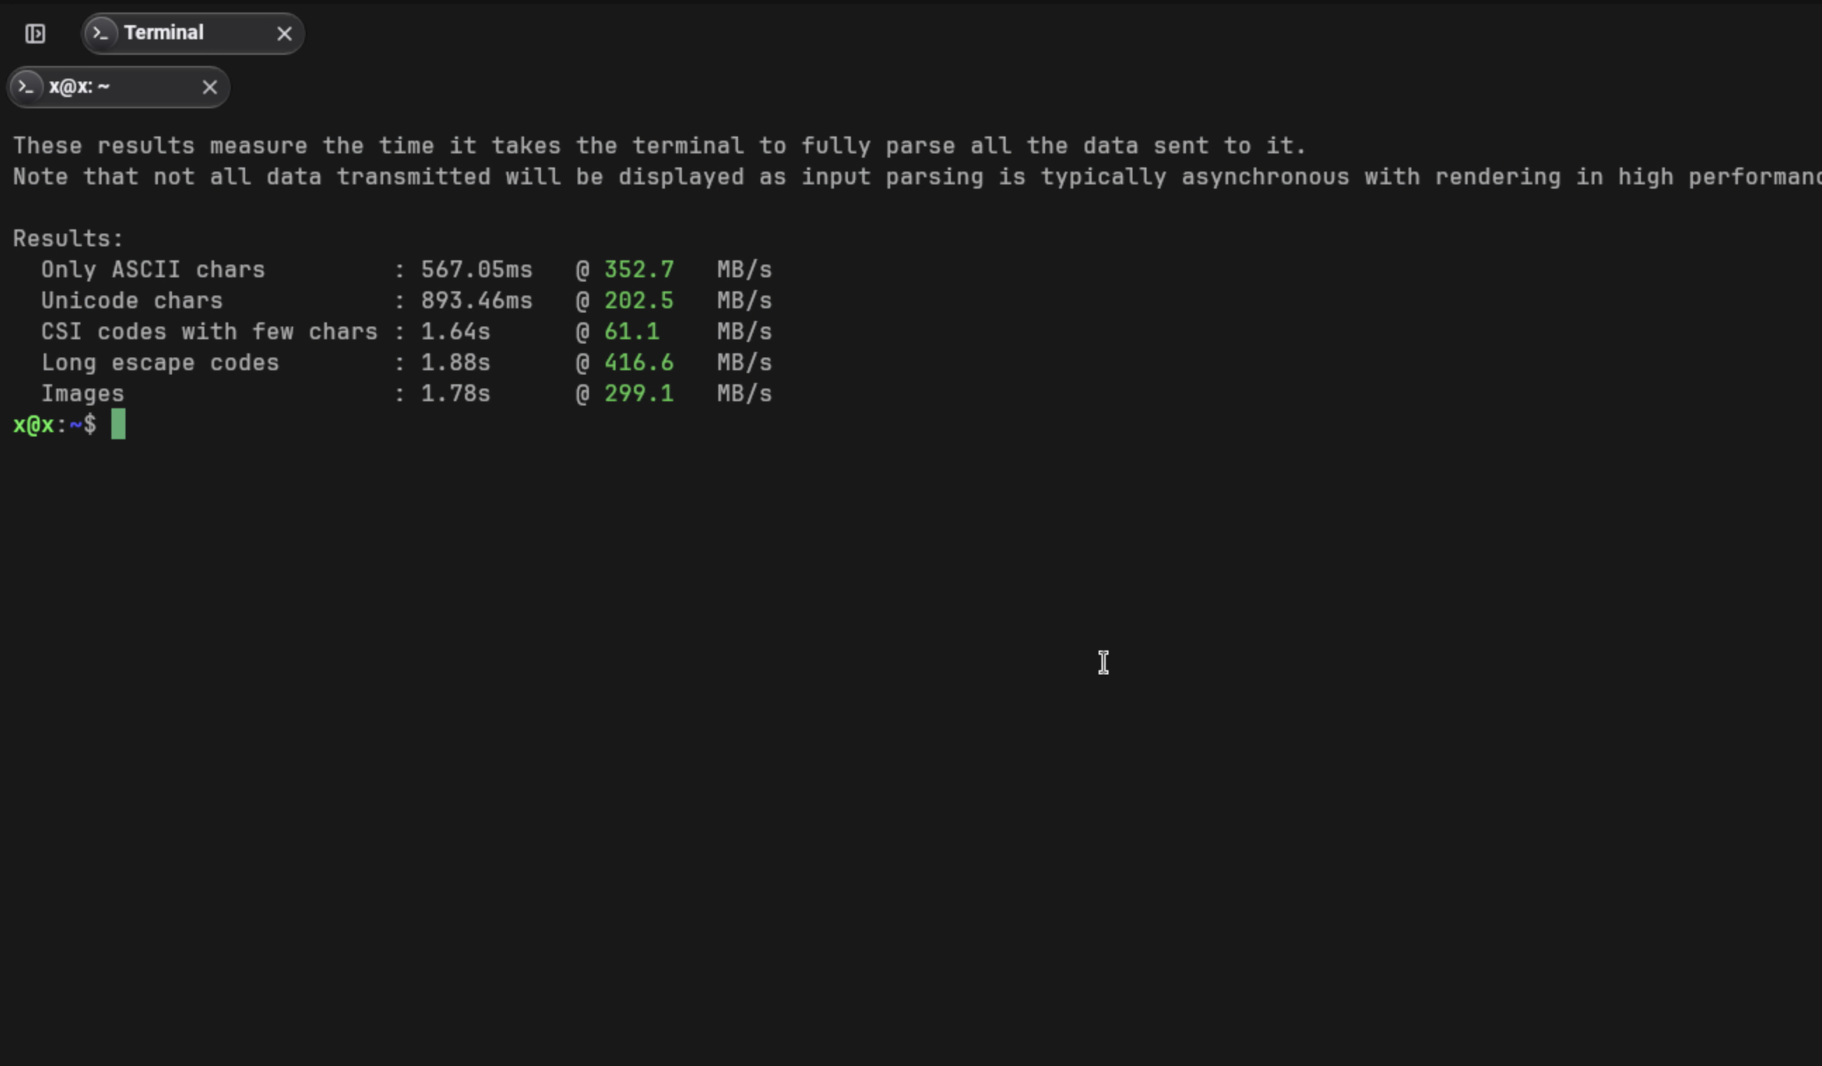 Terminal
x@x: ~
These results measure the time it takes the terminal to fully parse all the data sent to it.
Note that not all data transmitted will be displayed as input parsing is typically asynchronous with rendering in high performanc
Results:
  Only ASCII chars         : 567.05ms   @ 352.7   MB/s
  Unicode chars            : 893.46ms   @ 202.5   MB/s
  CSI codes with few chars : 1.64s      @ 61.1    MB/s
  Long escape codes        : 1.88s      @ 416.6   MB/s
  Images                   : 1.78s      @ 299.1   MB/s
x@x:~$